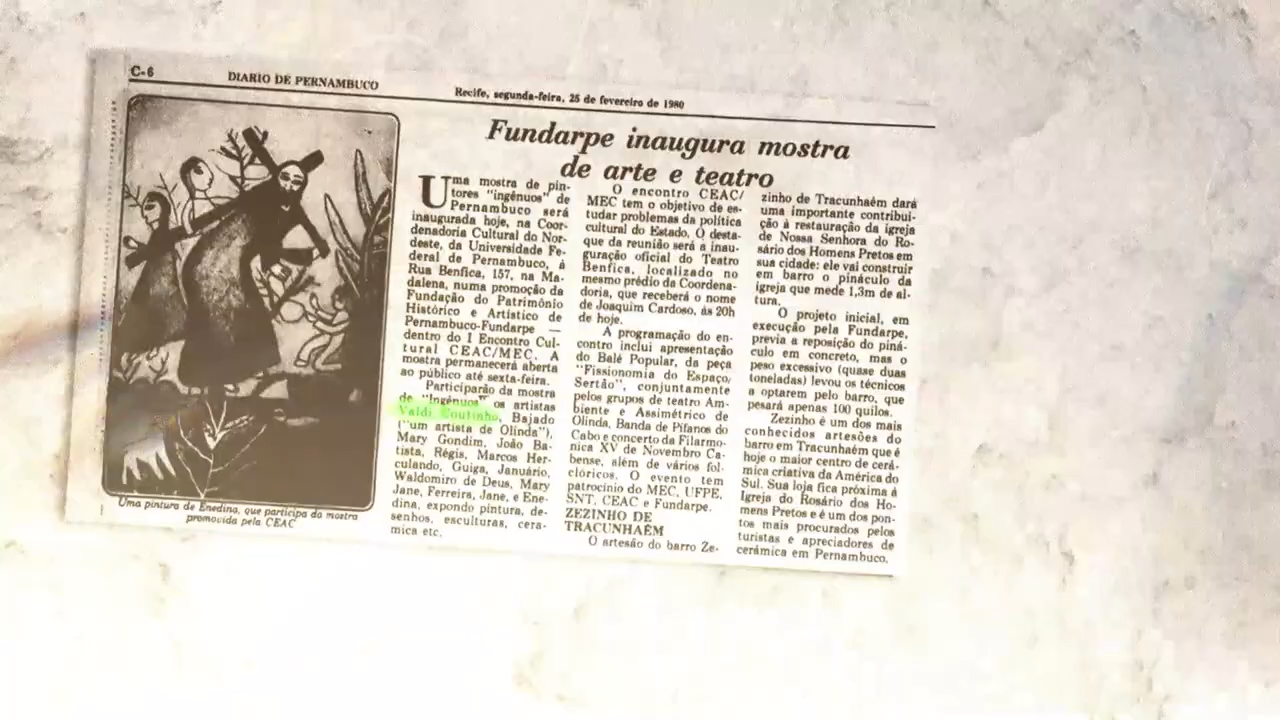 C-6
DIARIO DE PERNAMBUCO
Recife, segunda-feira, 25 de fevereiro de 1980
Fundarpe inaugura mostra
de arte e teatro
Uma mostra de pin-
tores "ingênuos" de
Pernambuco será
inaugurada hoje, na Coor-
denadoria Cultural do Nor-
deste, da Universidade Fe-
deral de Pernambuco, à
Rua Benfica, 157, na Ma-
dalena, numa promoção da
Fundação do Patrimônio
Histórico e Artístico de
Pernambuco-Fundarpe —
dentro do I Encontro Cul-
tural CEAC/MEC. A
mostra permanecerá aberta
ao público até sexta-feira.
Participarão da mostra
de "Ingênuos" os artistas
Valdi Coutinho, Bajado
("um artista de Olinda"),
Mary Gondim, João Ba-
tista, Régis, Marcos Her-
culando, Guiga, Januário,
Waldomiro de Deus, Mary
Jane, Ferreira, Jane, e Ene-
dina, expondo pintura, de-
senhos, esculturas, cera-
mica etc.
O encontro CEAC/
MEC tem o objetivo de es-
tudar problemas da política
cultural do Estado. O desta-
que da reunião será a inau-
guração oficial do Teatro
Benfica, localizado no
mesmo prédio da Coordena-
doria, que receberá o nome
de Joaquim Cardoso, às 20h
de hoje.
A programação do en-
contro inclui apresentação
do Balé Popular, da peça
"Fissionomia do Espaço/
Sertão", conjuntamente
pelos grupos de teatro Am-
biente e Assimétrico de
Olinda, Banda de Pífanos do
Cabo e concerto da Filarmo-
nica XV de Novembro Ca-
bense, além de vários fol-
clóricos. O evento tem
patrocínio do MEC, UFPE,
SNT, CEAC e Fundarpe.
ZEZINHO DE
TRACUNHAÉM
O artesão do barro Ze-
zinho de Tracunhaém dará
uma importante contribui-
ção à restauração da igreja
de Nossa Senhora do Ro-
sário dos Homens Pretos em
sua cidade: ele vai construir
em barro o pináculo da
igreja que mede 1,3m de al-
tura.
O projeto inicial, em
execução pela Fundarpe,
previa a reposição do piná-
culo em concreto, mas o
peso excessivo (quase duas
toneladas) levou os técnicos
a optarem pelo barro, que
pesará apenas 100 quilos.
Zezinho é um dos mais
conhecidos artesões do
barro em Tracunhaém que é
hoje o maior centro de cerâ-
mica criativa da América do
Sul. Sua loja fica próxima à
Igreja do Rosário dos Ho-
mens Pretos e é um dos pon-
tos mais procurados pelos
turistas e apreciadores de
cerâmica em Pernambuco.
Uma pintura de Enedina, que participa da mostra
promovida pela CEAC